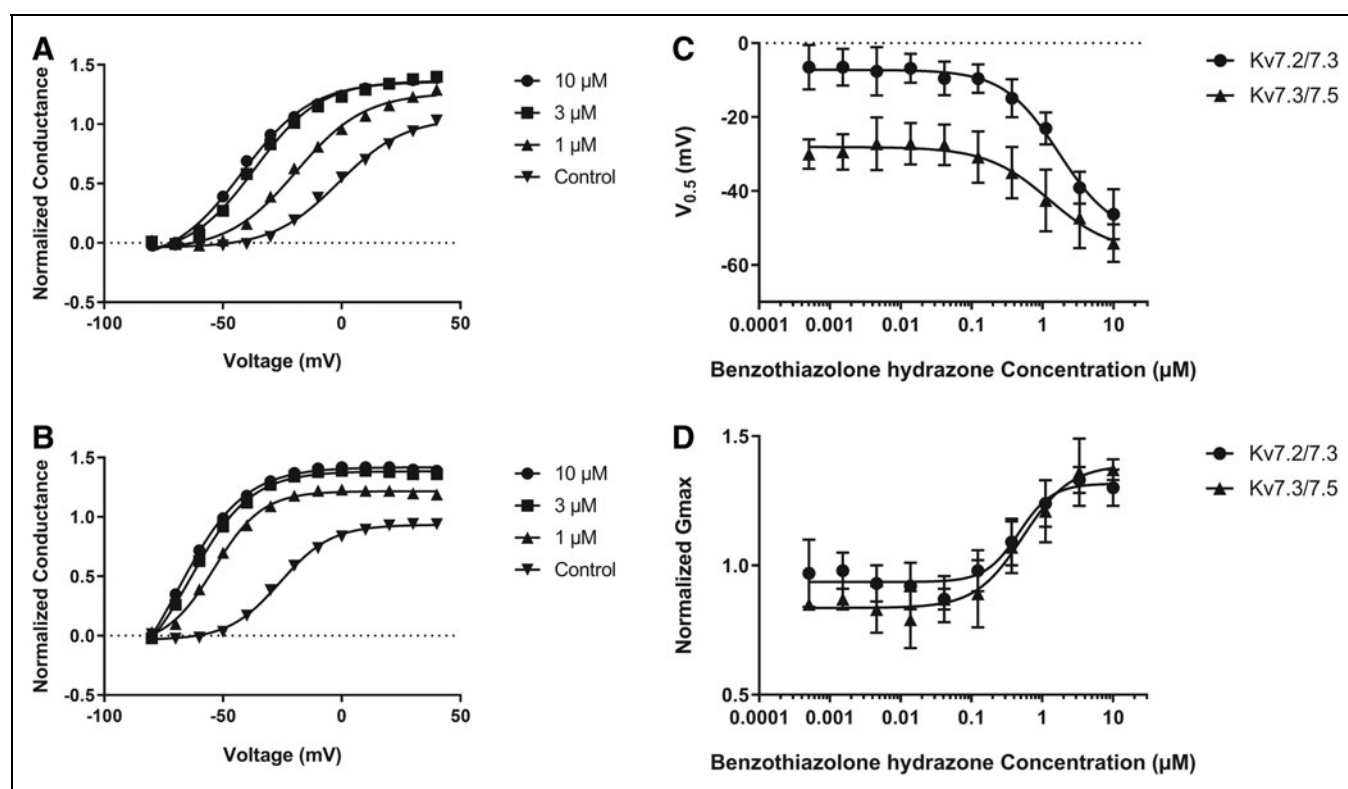 A
Normalized Conductance
1.5
1.0
0.5
0.0
-0.5
-100
-50
0
50
Voltage (mV)
10 µM
3 µM
1 µM
Control
C
V0.5 (mV)
0
-20
-40
-60
0.0001
0.001
0.01
0.1
1
10
Benzothiazolone hydrazone Concentration (µM)
Kv7.2/7.3
Kv7.3/7.5
B
Normalized Conductance
1.5
1.0
0.5
0.0
-0.5
-100
-50
0
50
Voltage (mV)
10 µM
3 µM
1 µM
Control
D
Normalized Gmax
1.5
1.0
0.5
0.0001
0.001
0.01
0.1
1
10
Benzothiazolone hydrazone Concentration (µM)
Kv7.2/7.3
Kv7.3/7.5